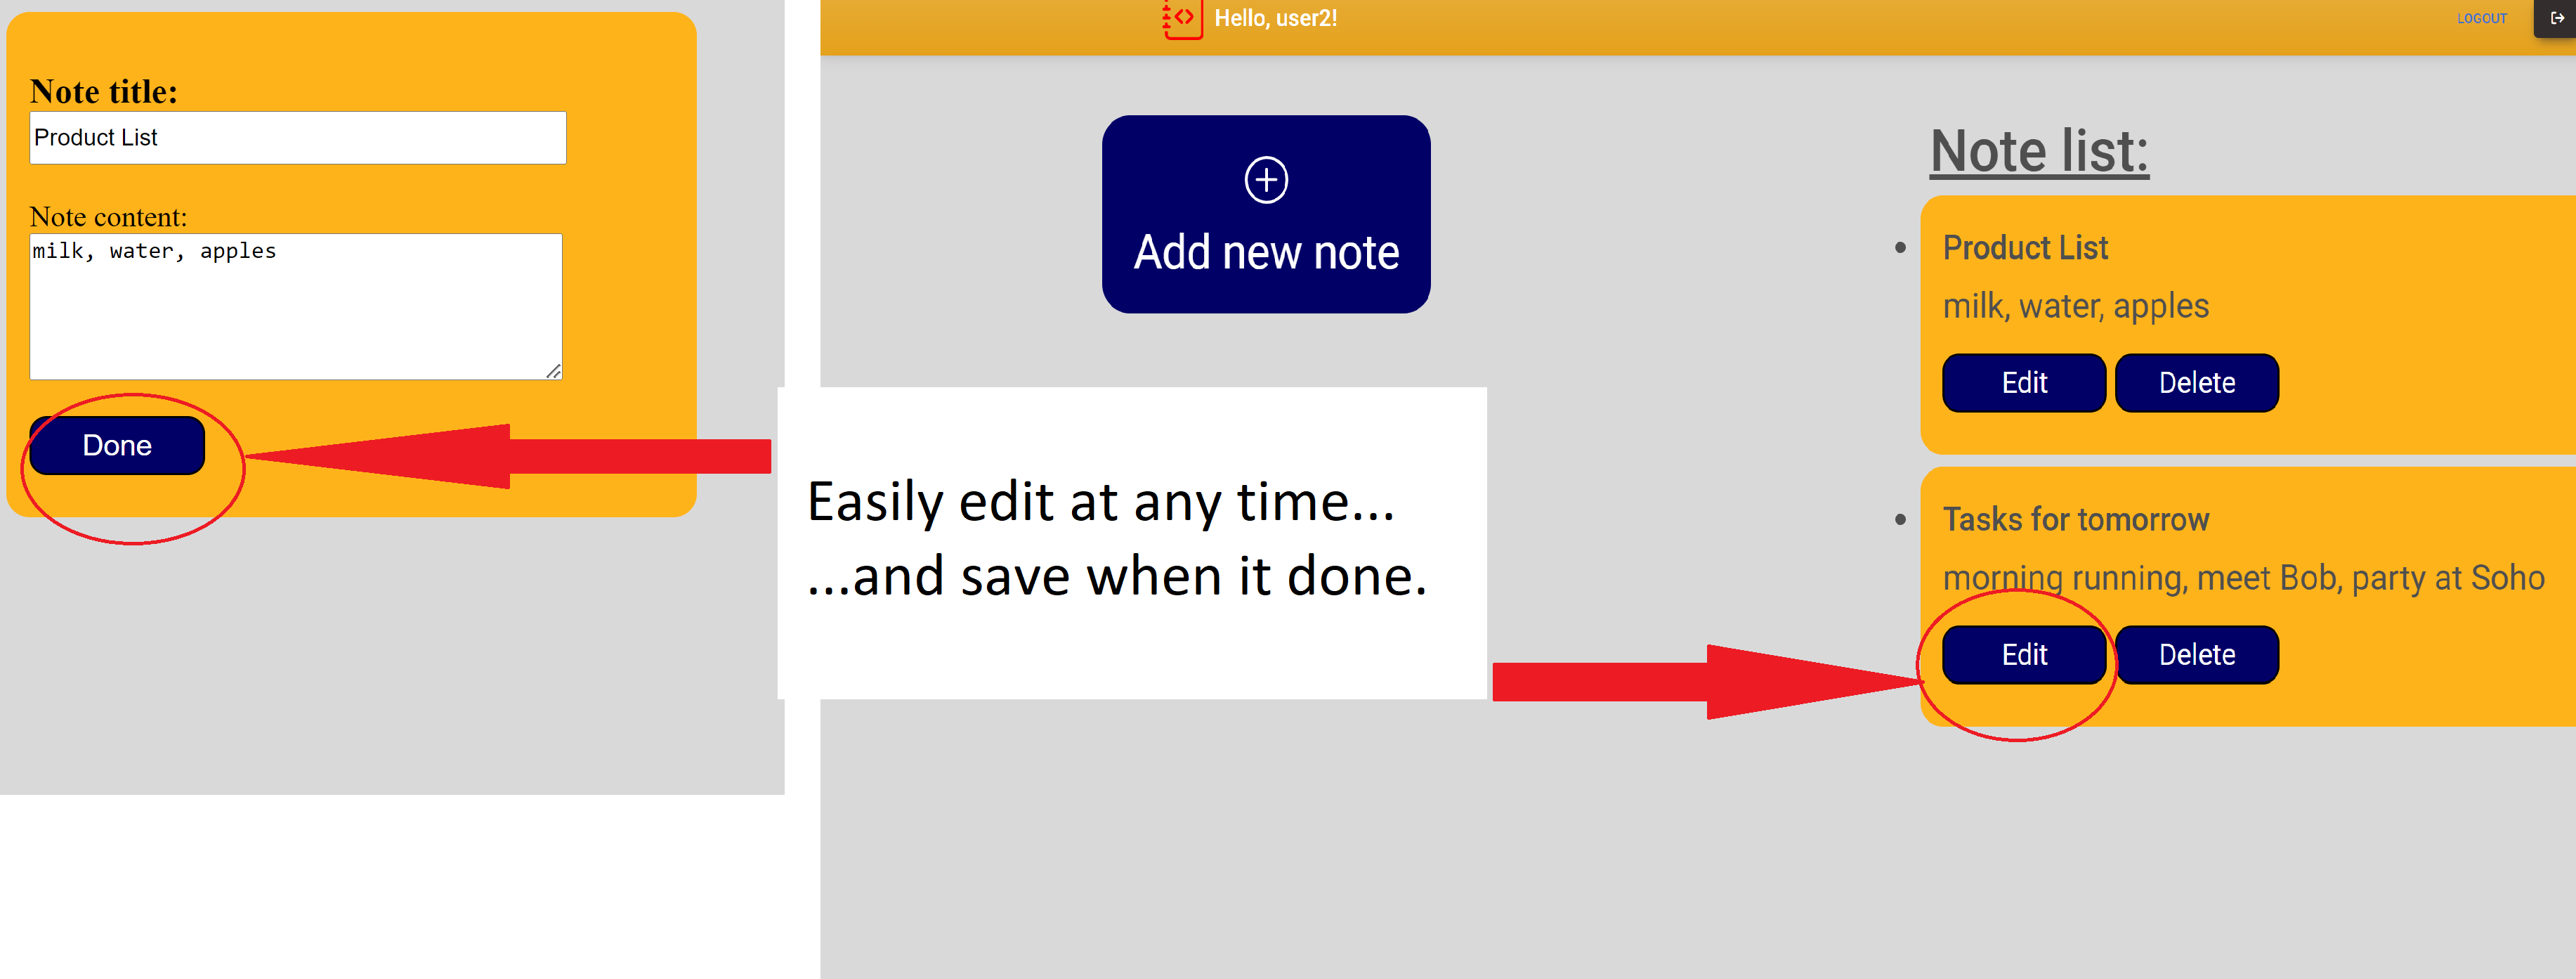 Note title:
Product List
Note content:
milk, water, apples
Done
Easily edit at any time...
...and save when it done.
Hello, user2!
LOGOUT
Add new note
Note list:
Product List
milk, water, apples
Edit Delete
Tasks for tomorrow
morning running, meet Bob, party at Soho
Edit Delete